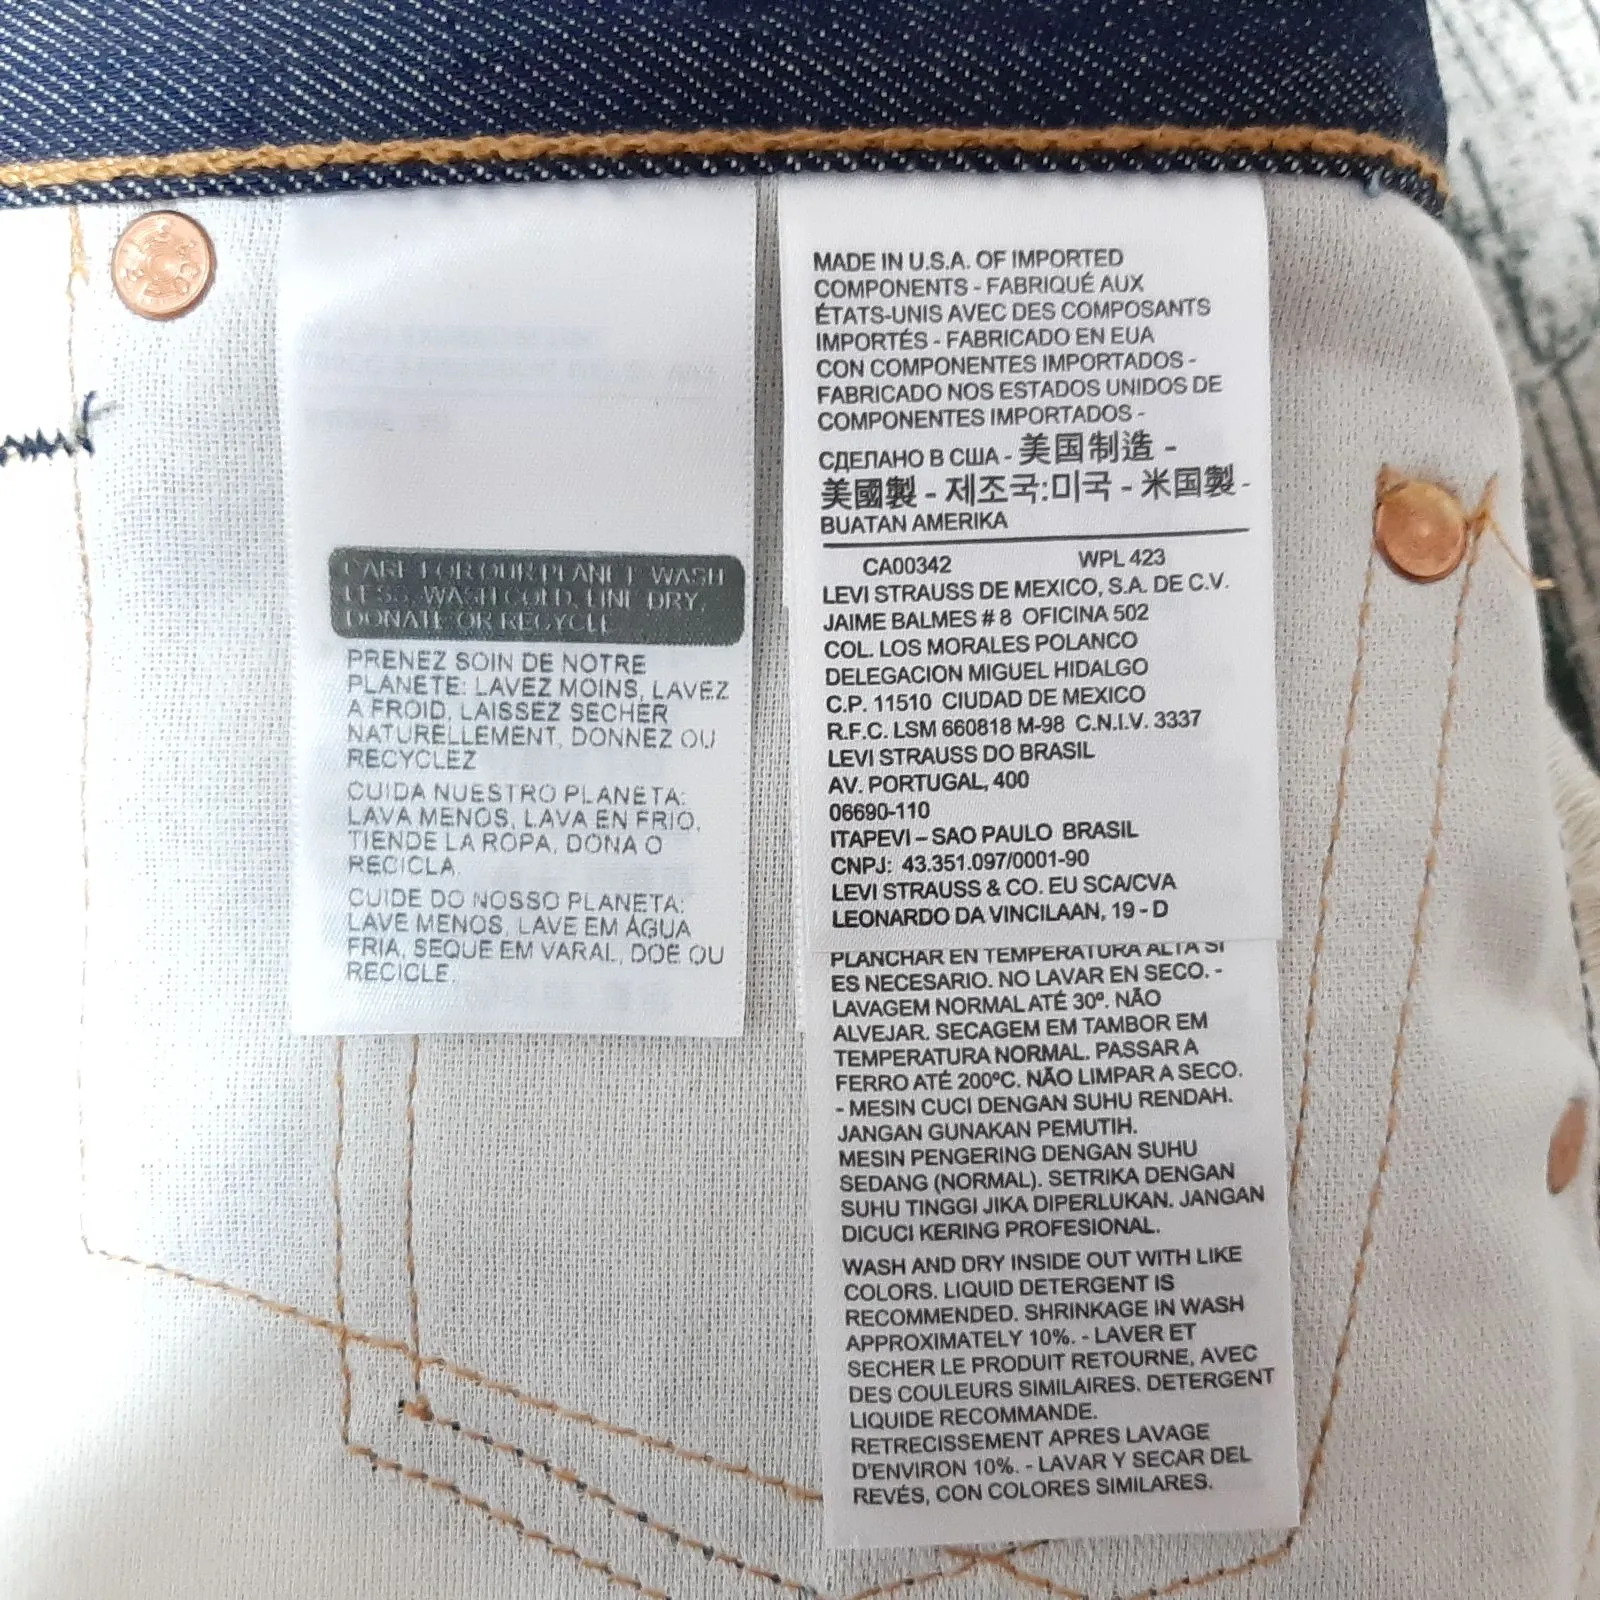 CARE FOR OUR PLANET: WASH
LESS, WASH COLD, LINE DRY,
DONATE OR RECYCLE
PRENEZ SOIN DE NOTRE
PLANETE: LAVEZ MOINS, LAVEZ
A FROID, LAISSEZ SECHER
NATURELLEMENT, DONNEZ OU
RECYCLEZ
CUIDA NUESTRO PLANETA:
LAVA MENOS, LAVA EN FRIO,
TIENDE LA ROPA, DONA O
RECICLA.
CUIDE DO NOSSO PLANETA:
LAVE MENOS, LAVE EM ÁGUA
FRIA, SEQUE EM VARAL, DOE OU
RECICLE.
MADE IN U.S.A. OF IMPORTED
COMPONENTS - FABRIQUÉ AUX
ÉTATS-UNIS AVEC DES COMPOSANTS
IMPORTÉS - FABRICADO EN EUA
CON COMPONENTES IMPORTADOS -
FABRICADO NOS ESTADOS UNIDOS DE
COMPONENTES IMPORTADOS -
СДЕЛАНО В США - 美国制造 -
美國製 - 제조국:미국 - 米国製 -
BUATAN AMERIKA
CA00342 WPL 423
LEVI STRAUSS DE MEXICO, S.A. DE C.V.
JAIME BALMES # 8 OFICINA 502
COL. LOS MORALES POLANCO
DELEGACION MIGUEL HIDALGO
C.P. 11510 CIUDAD DE MEXICO
R.F.C. LSM 660818 M-98 C.N.I.V. 3337
LEVI STRAUSS DO BRASIL
AV. PORTUGAL, 400
06690-110
ITAPEVI – SAO PAULO BRASIL
CNPJ: 43.351.097/0001-90
LEVI STRAUSS & CO. EU SCA/CVA
LEONARDO DA VINCILAAN, 19 - D
PLANCHAR EN TEMPERATURA ALTA SI
ES NECESARIO. NO LAVAR EN SECO. -
LAVAGEM NORMAL ATÉ 30º. NÃO
ALVEJAR. SECAGEM EM TAMBOR EM
TEMPERATURA NORMAL. PASSAR A
FERRO ATÉ 200ºC. NÃO LIMPAR A SECO.
- MESIN CUCI DENGAN SUHU RENDAH.
JANGAN GUNAKAN PEMUTIH.
MESIN PENGERING DENGAN SUHU
SEDANG (NORMAL). SETRIKA DENGAN
SUHU TINGGI JIKA DIPERLUKAN. JANGAN
DICUCI KERING PROFESIONAL.
WASH AND DRY INSIDE OUT WITH LIKE
COLORS. LIQUID DETERGENT IS
RECOMMENDED. SHRINKAGE IN WASH
APPROXIMATELY 10%. - LAVER ET
SECHER LE PRODUIT RETOURNE, AVEC
DES COULEURS SIMILAIRES. DETERGENT
LIQUIDE RECOMMANDE.
RETRECISSEMENT APRES LAVAGE
D'ENVIRON 10%. - LAVAR Y SECAR DEL
REVÉS, CON COLORES SIMILARES.